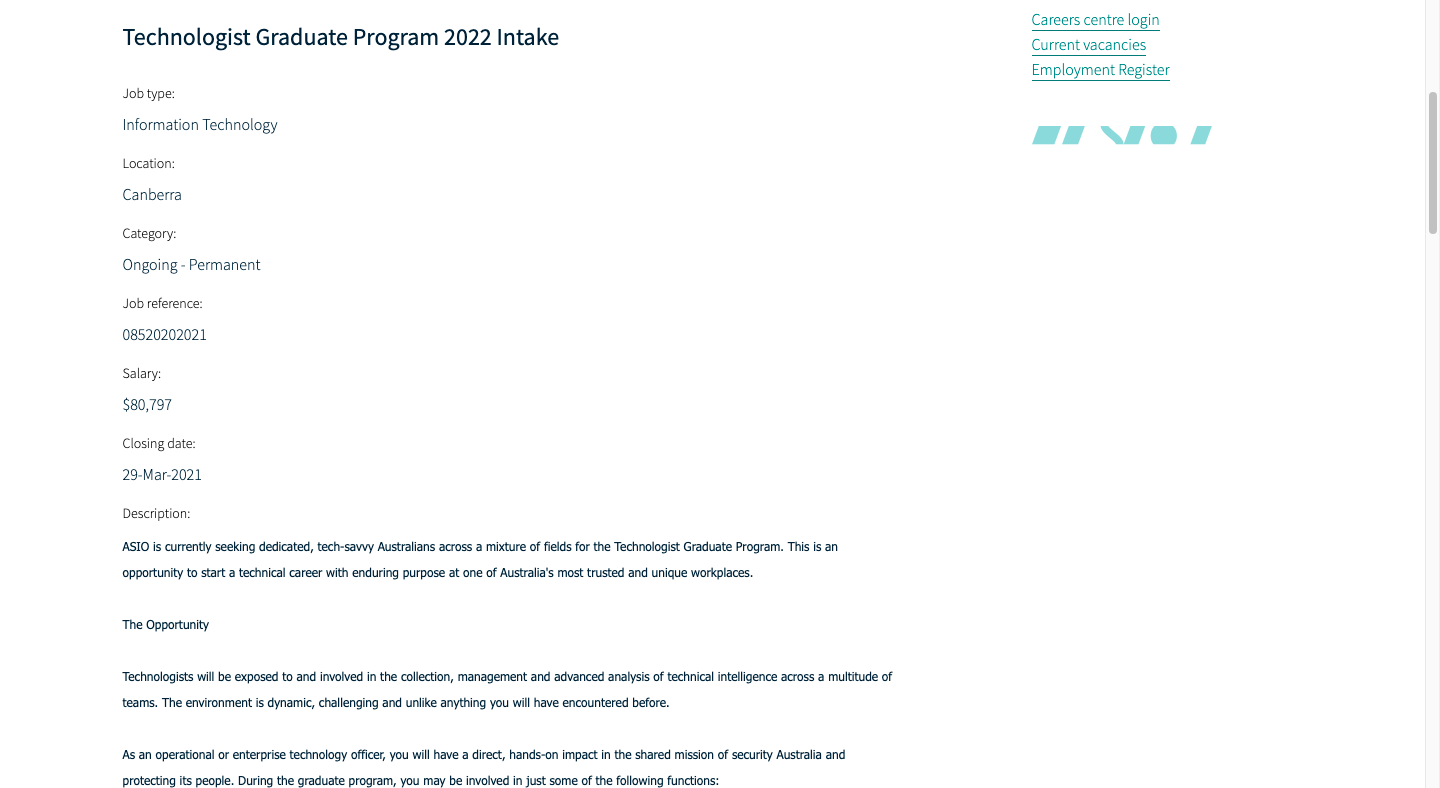 Technologist Graduate Program 2022 Intake
Job type:
Information Technology
Location:
Canberra
Category:
Ongoing - Permanent
Job reference:
08520202021
Salary:
$80,797
Closing date:
29-Mar-2021
Description:
ASIO is currently seeking dedicated, tech-savvy Australians across a mixture of fields for the Technologist Graduate Program. This is an
opportunity to start a technical career with enduring purpose at one of Australia's most trusted and unique workplaces.
The Opportunity
Technologists will be exposed to and involved in the collection, management and advanced analysis of technical intelligence across a multitude of
teams. The environment is dynamic, challenging and unlike anything you will have encountered before.
As an operational or enterprise technology officer, you will have a direct, hands-on impact in the shared mission of security Australia and
protecting its people. During the graduate program, you may be involved in just some of the following functions:
Careers centre login
Current vacancies
Employment Register